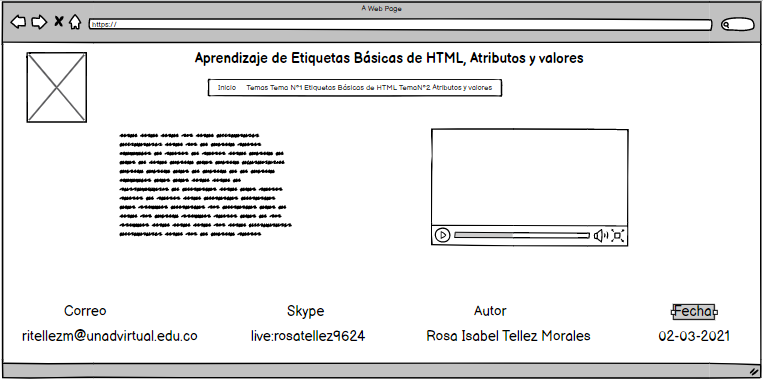 A Web Page
https://
Aprendizaje de Etiquetas Básicas de HTML, Atributos y valores
Inicio Temas Tema N°1 Etiquetas Básicas de HTML TemaN°2 Atributos y valores
Correo Skype Autor Fecha
ritellezm@unadvirtual.edu.co live:rosatellez9624 Rosa Isabel Tellez Morales 02-03-2021